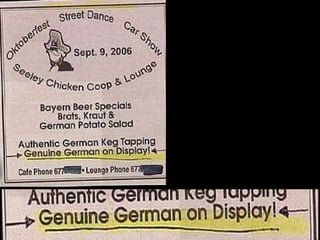 Oktoberfest Street Dance Car Show
Sept. 9, 2006
Seeley Chicken Coop & Lounge
Bayern Beer Specials
Brats, Kraut &
German Potato Salad
Authentic German Keg Tapping
Genuine German on Display!
Cafe Phone 677 • Lounge Phone 677
Authentic German Keg Tapping
Genuine German on Display!